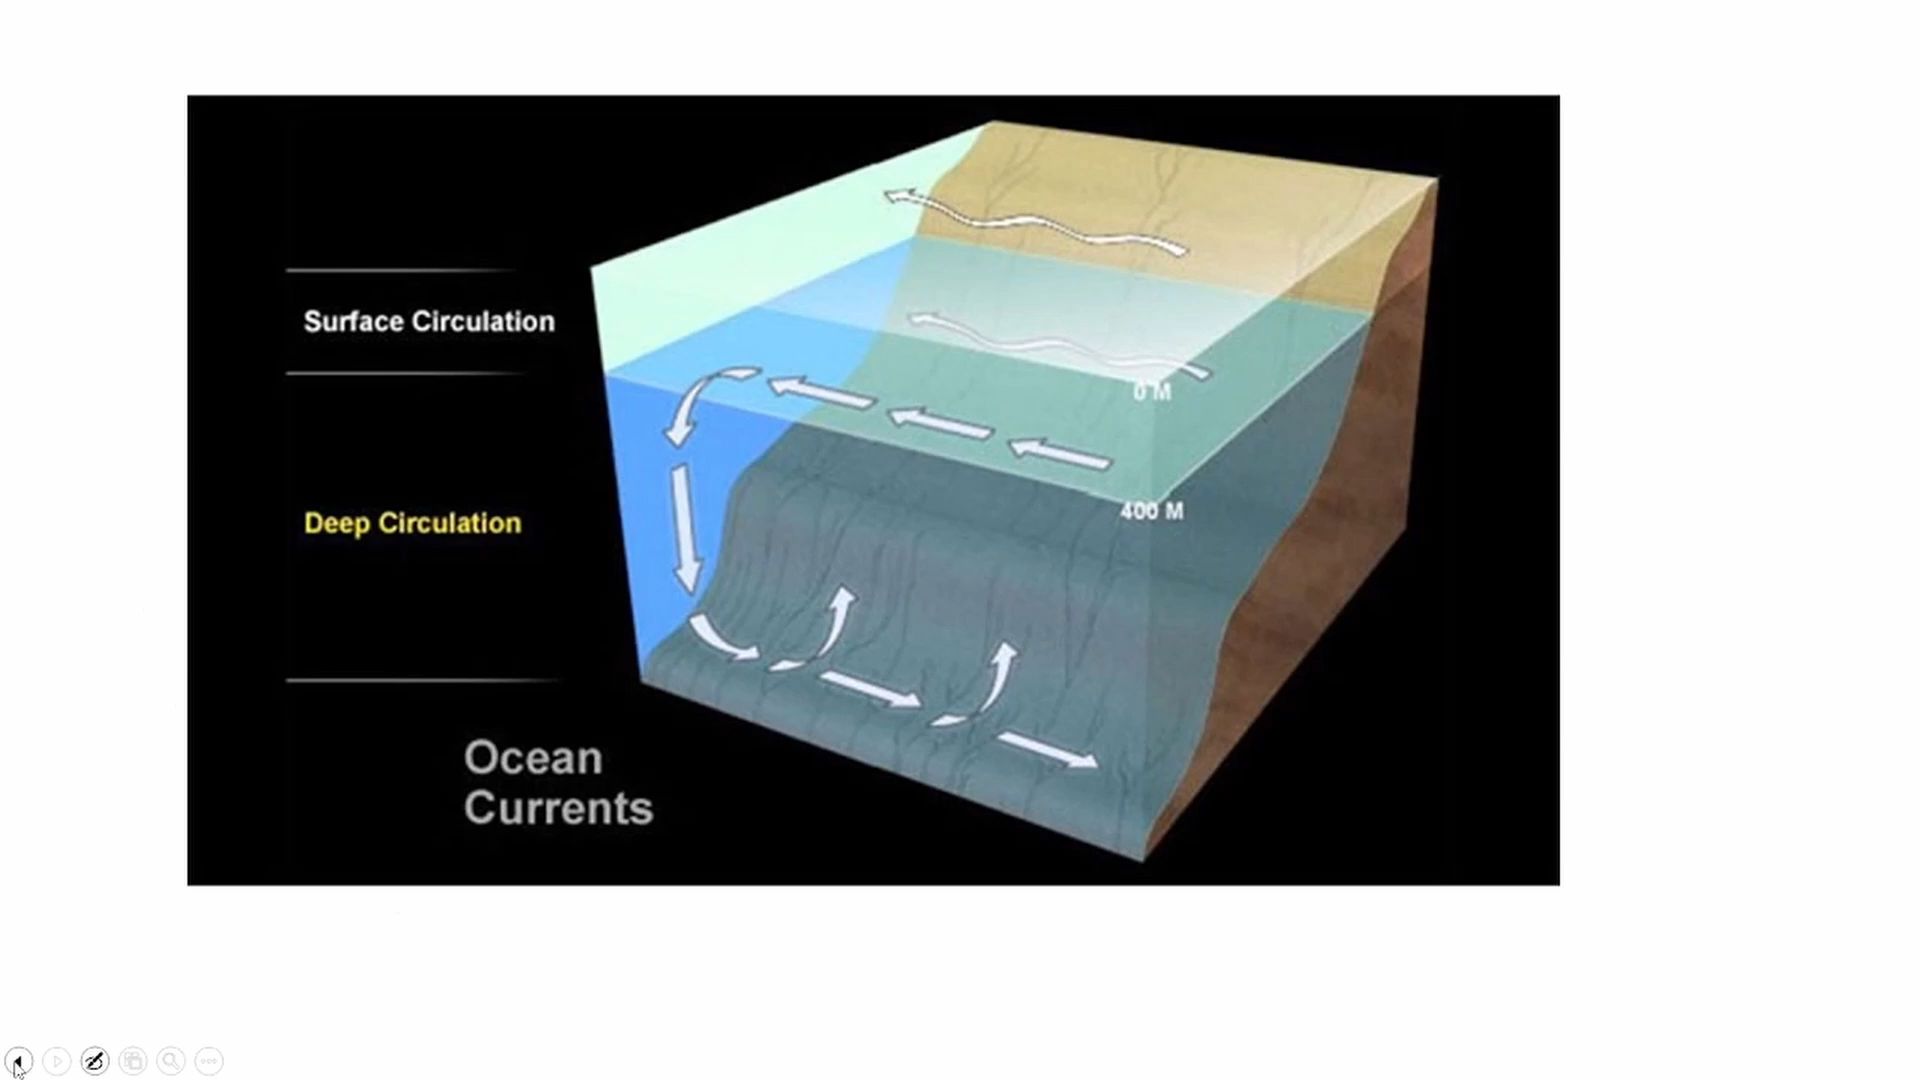 Surface Circulation
0 M
400 M
Deep Circulation
Ocean
Currents